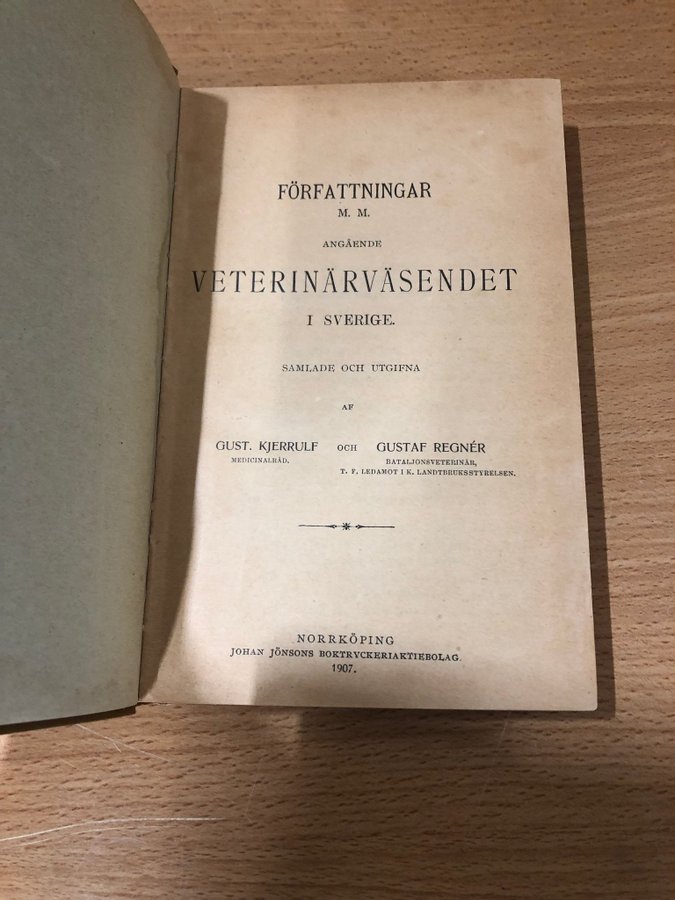 FÖRFATTNINGAR
M. M.
ANGÅENDE
VETERINÄRVÄSENDET
I SVERIGE.
SAMLADE OCH UTGIFNA
AF
GUST. KJERRULF OCH GUSTAF REGNÉR
MEDICINALRÅD. BATALJONSVETERINÄR,
T. F. LEDAMOT I K. LANDTBRUKSSTYRELSEN.
NORRKÖPING
JOHAN JÖNSONS BOKTRYCKERIAKTIEBOLAG
1907.